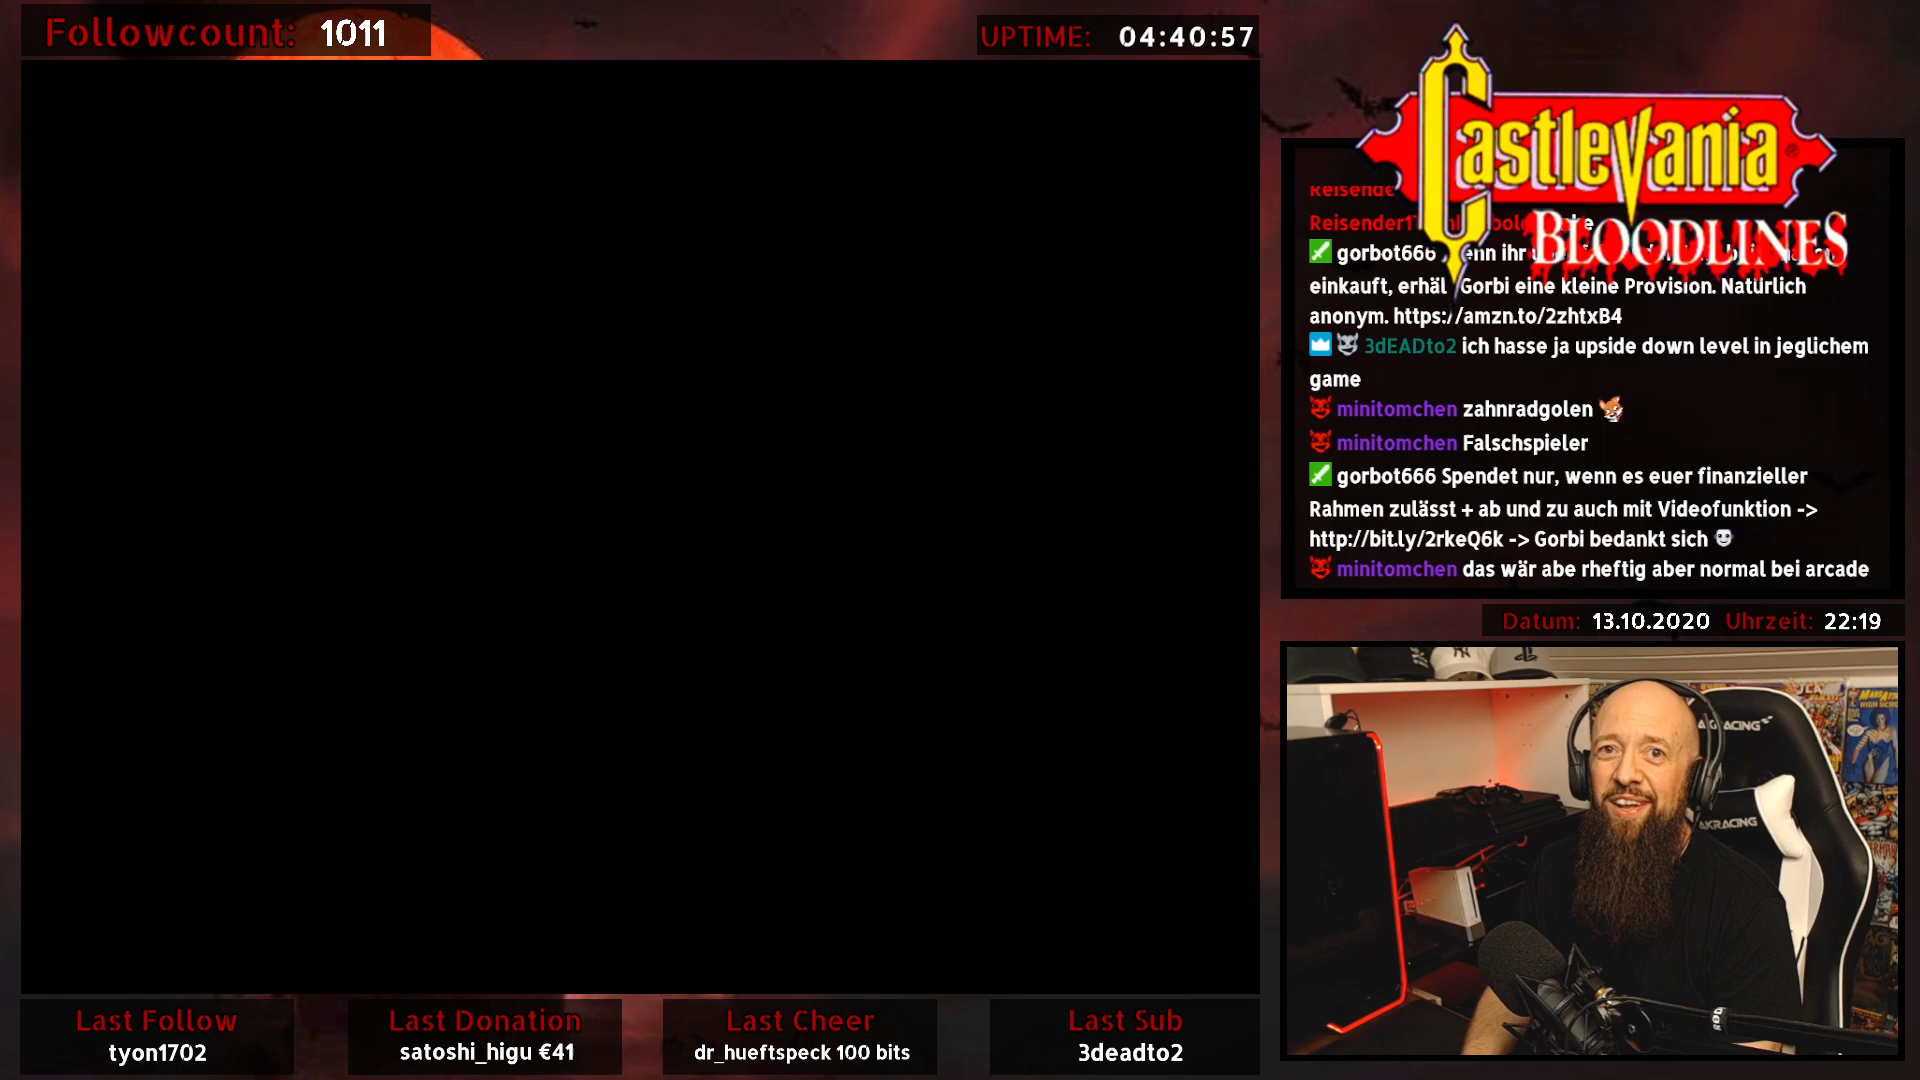 Followcount: 1011
UPTIME: 04:40:57
Castlevania ®
BLOODLINES
Reisende
Reisender1
gorbot666
einkauft, erhäl Gorbi eine kleine Provision. Natürlich
anonym. https://amzn.to/2zhtxB4
3dEADto2 ich hasse ja upside down level in jeglichem
game
minitomchen zahnradgolen
minitomchen Falschspieler
gorbot666 Spendet nur, wenn es euer finanzieller
Rahmen zulässt + ab und zu auch mit Videofunktion ->
http://bit.ly/2rkeQ6k -> Gorbi bedankt sich
minitomchen das wär abe rheftig aber normal bei arcade
Datum: 13.10.2020 Uhrzeit: 22:19
AKRACING
AKRACING
Last Follow
tyon1702
Last Donation
satoshi_higu €41
Last Cheer
dr_hueftspeck 100 bits
Last Sub
3deadto2